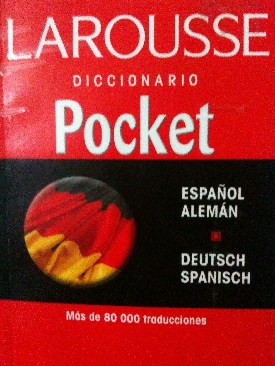 LAROUSSE
DICCIONARIO
Pocket
ESPAÑOL
ALEMÁN
DEUTSCH
SPANISCH
Más de 80 000 traducciones